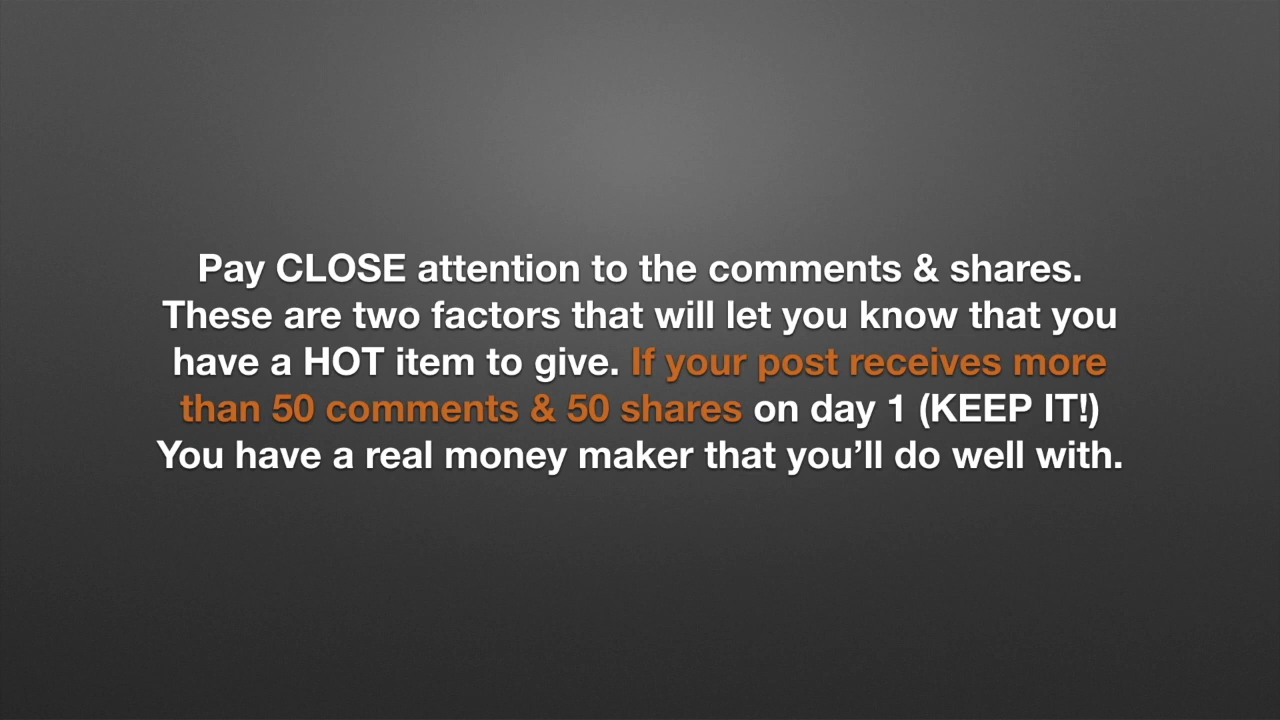 Pay CLOSE attention to the comments & shares.
These are two factors that will let you know that you
have a HOT item to give. If your post receives more
than 50 comments & 50 shares on day 1 (KEEP IT!)
You have a real money maker that you’ll do well with.